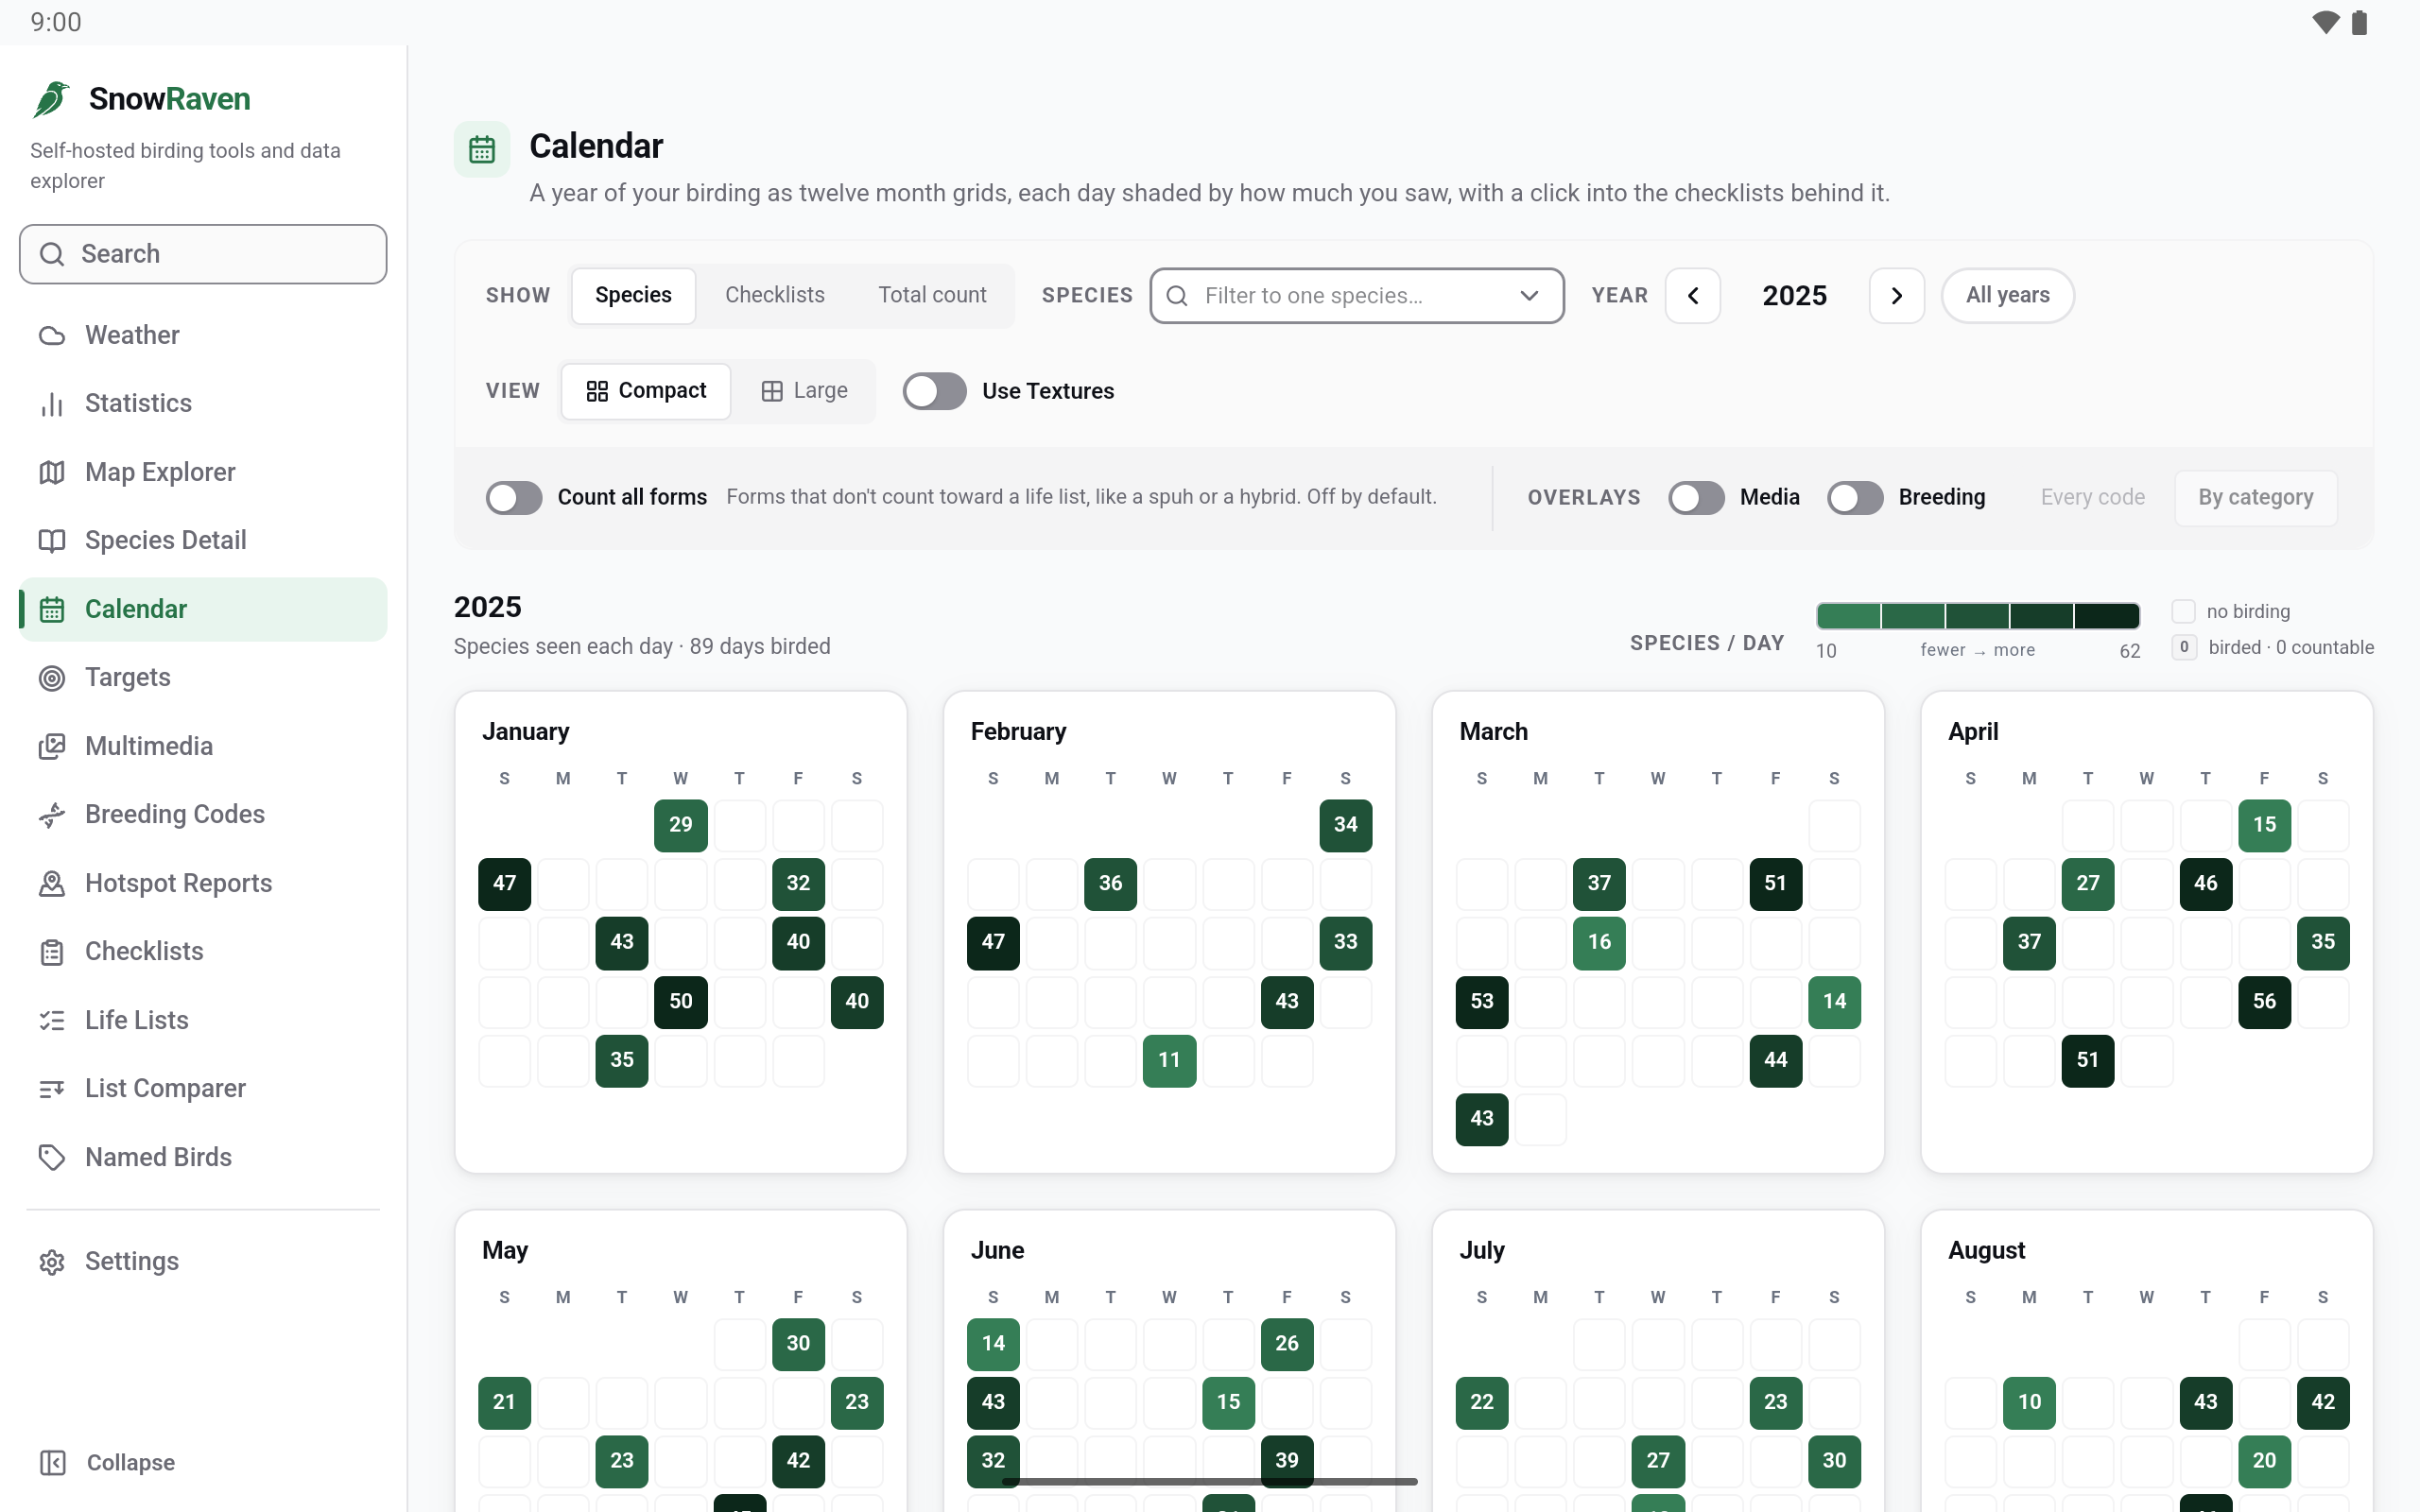 9:00
SnowRaven
Self-hosted birding tools and data
explorer
Search
Weather
Statistics
Map Explorer
Species Detail
Calendar
Targets
Multimedia
Breeding Codes
Hotspot Reports
Checklists
Life Lists
List Comparer
Named Birds
Settings
Collapse
Calendar
A year of your birding as twelve month grids, each day shaded by how much you saw, with a click into the checklists behind it.
SHOW Species Checklists Total count SPECIES Filter to one species... YEAR 2025 All years
VIEW Compact Large Use Textures
Count all forms Forms that don't count toward a life list, like a spuh or a hybrid. Off by default. OVERLAYS Media Breeding Every code By category
2025
Species seen each day · 89 days birded
SPECIES / DAY
10 fewer → more 62
no birding
0 birded · 0 countable
January
S M T W T F S
29
47 32
43 40
50 40
35
February
S M T W T F S
34
36
47 33
43
11
March
S M T W T F S
37 51
16
53 14
44
43
April
S M T W T F S
15
27 46
37 35
56
51
May
S M T W T F S
30
21 23
23 42
June
S M T W T F S
14 26
43 15
32 39
July
S M T W T F S
22 23
27 30
August
S M T W T F S
10 43 42
20